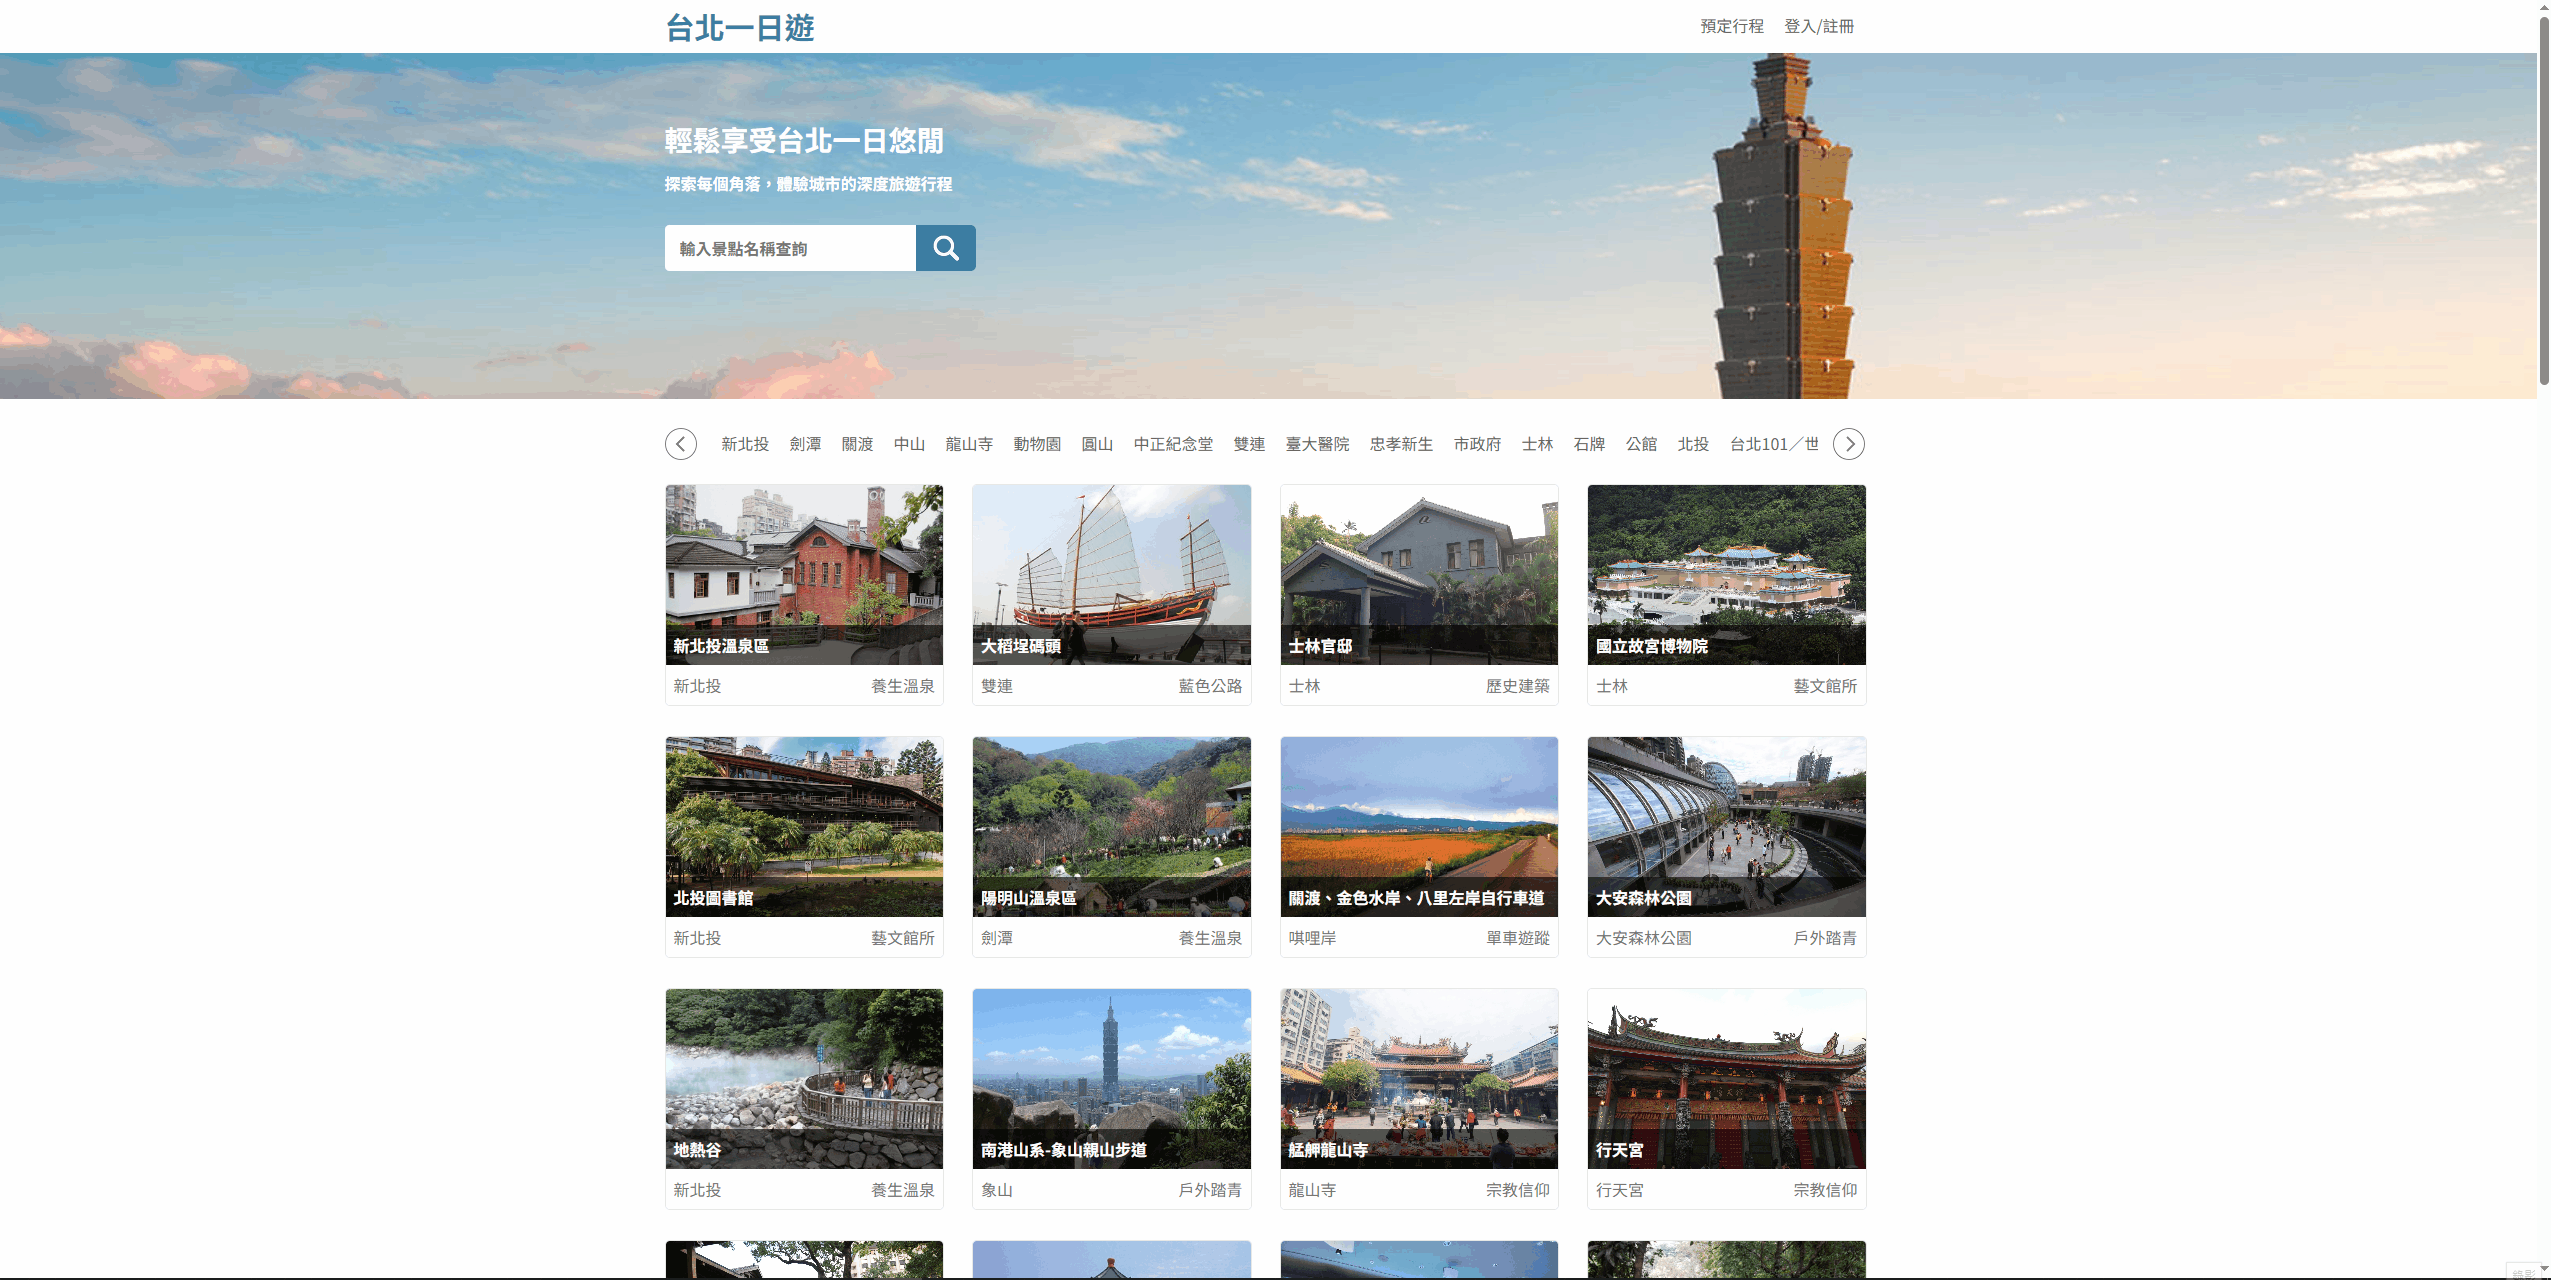 台北一日遊
預定行程 登入/註冊
輕鬆享受台北一日悠閒
探索每個角落，體驗城市的深度旅遊行程
輸入景點名稱查詢
新北投 劍潭 關渡 中山 龍山寺 動物園 圓山 中正紀念堂 雙連 臺大醫院 忠孝新生 市政府 士林 石牌 公館 北投 台北101／世
新北投溫泉區
新北投 養生溫泉
大稻埕碼頭
雙連 藍色公路
士林官邸
士林 歷史建築
國立故宮博物院
士林 藝文館所
北投圖書館
新北投 藝文館所
陽明山溫泉區
劍潭 養生溫泉
關渡、金色水岸、八里左岸自行車道
唭哩岸 單車遊蹤
大安森林公園
大安森林公園 戶外踏青
地熱谷
新北投 養生溫泉
南港山系-象山親山步道
象山 戶外踏青
艋舺龍山寺
龍山寺 宗教信仰
行天宮
行天宮 宗教信仰